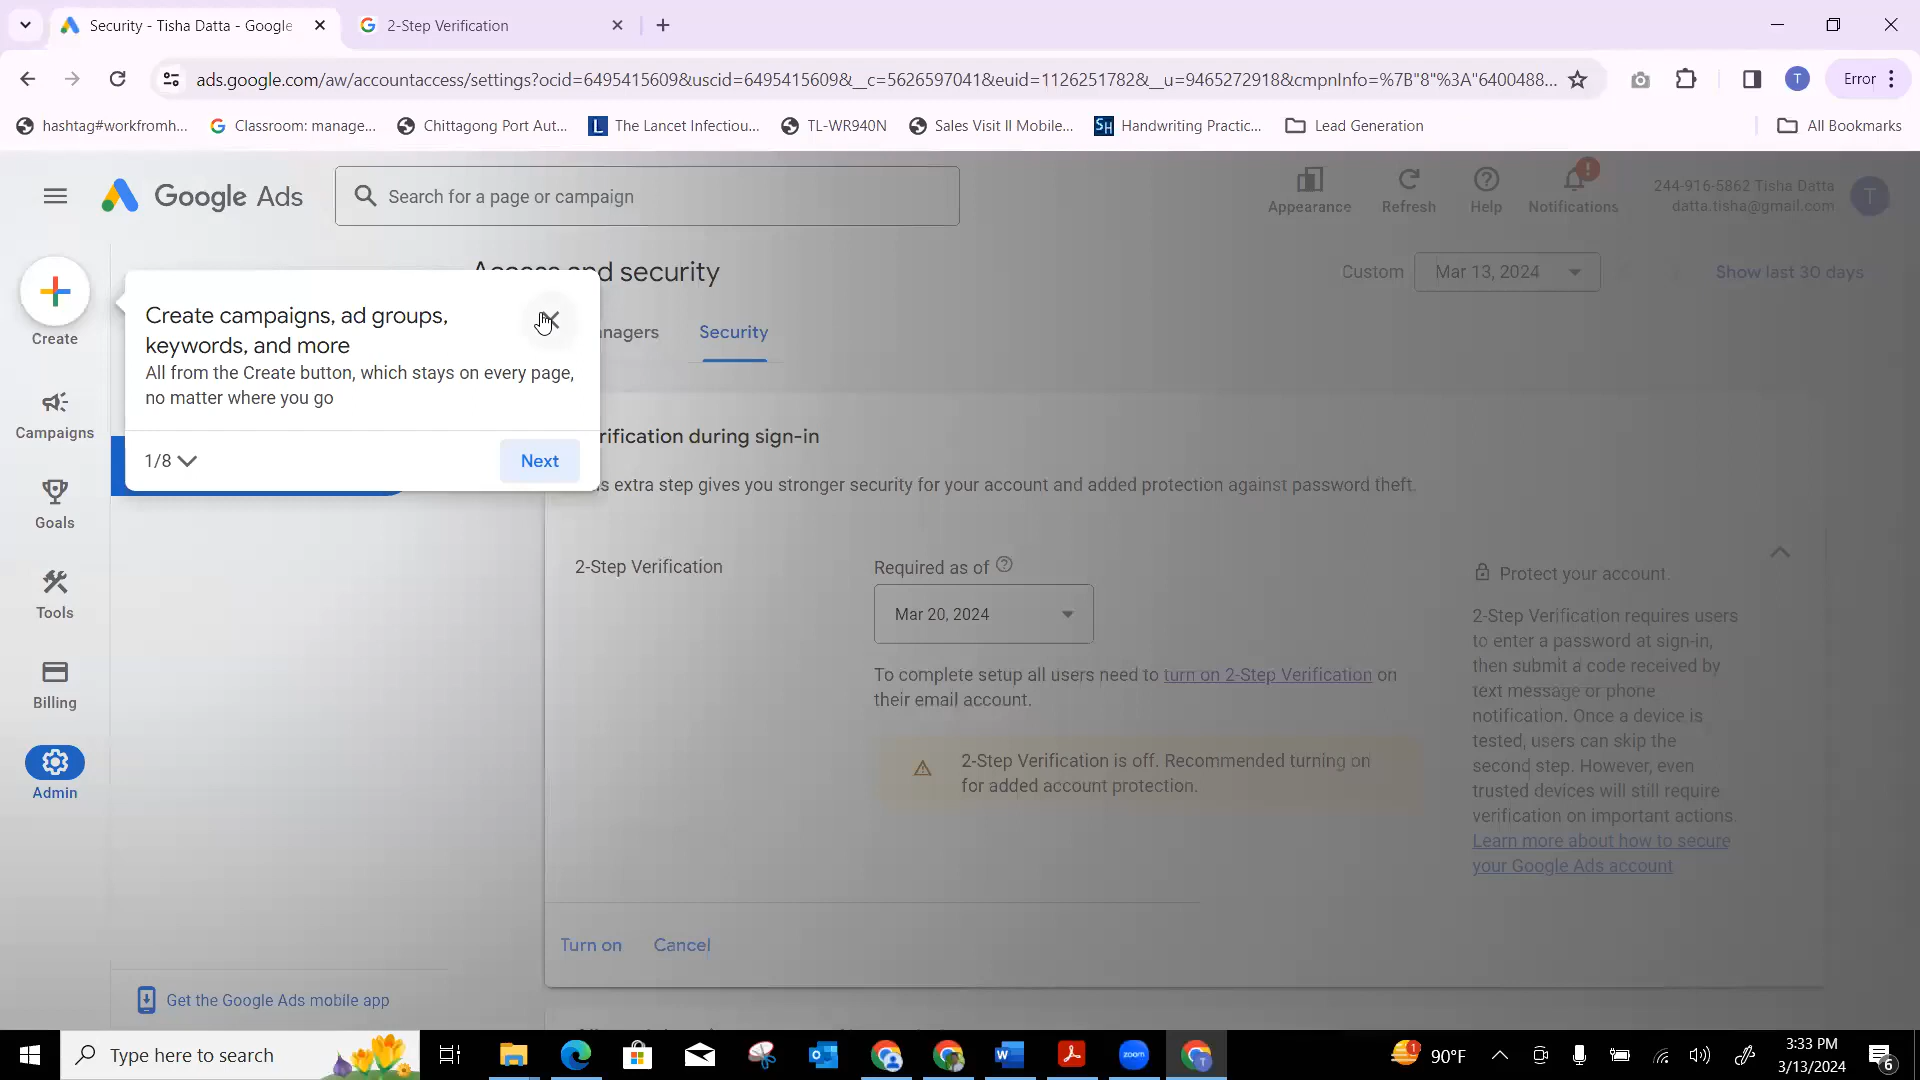 Security - Tisha Datta - Google
2-Step Verification
ads.google.com/aw/accountaccess/settings?ocid=6495415609&uscid=6495415609&__c=5626597041&euid=1126251782&__u=9465272918&cmpnInfo=%7B"8"%3A"6400488...
T
Error
hashtag#workfromh...
Classroom: manage...
Chittagong Port Aut...
The Lancet Infectiou...
TL-WR940N
Sales Visit II Mobile...
Handwriting Practic...
Lead Generation
All Bookmarks
Google Ads
Search for a page or campaign
Appearance
Refresh
Help
Notifications
244-916-5862 Tisha Datta
datta.tisha@gmail.com
T
Create
Campaigns
Goals
Tools
Billing
Admin
Create campaigns, ad groups,
keywords, and more
All from the Create button, which stays on every page,
no matter where you go
1/8
Next
and security
Custom
Mar 13, 2024
Show last 30 days
nagers
Security
rification during sign-in
s extra step gives you stronger security for your account and added protection against password theft.
2-Step Verification
Required as of
Mar 20, 2024
To complete setup all users need to turn on 2-Step Verification on
their email account.
2-Step Verification is off. Recommended turning on
for added account protection.
Protect your account.
2-Step Verification requires users
to enter a password at sign-in,
then submit a code received by
text message or phone
notification. Once a device is
tested, users can skip the
second step. However, even
trusted devices will still require
verification on important actions.
Learn more about how to secure
your Google Ads account
Turn on
Cancel
Get the Google Ads mobile app
Type here to search
zoom
90°F
3:33 PM
3/13/2024
6